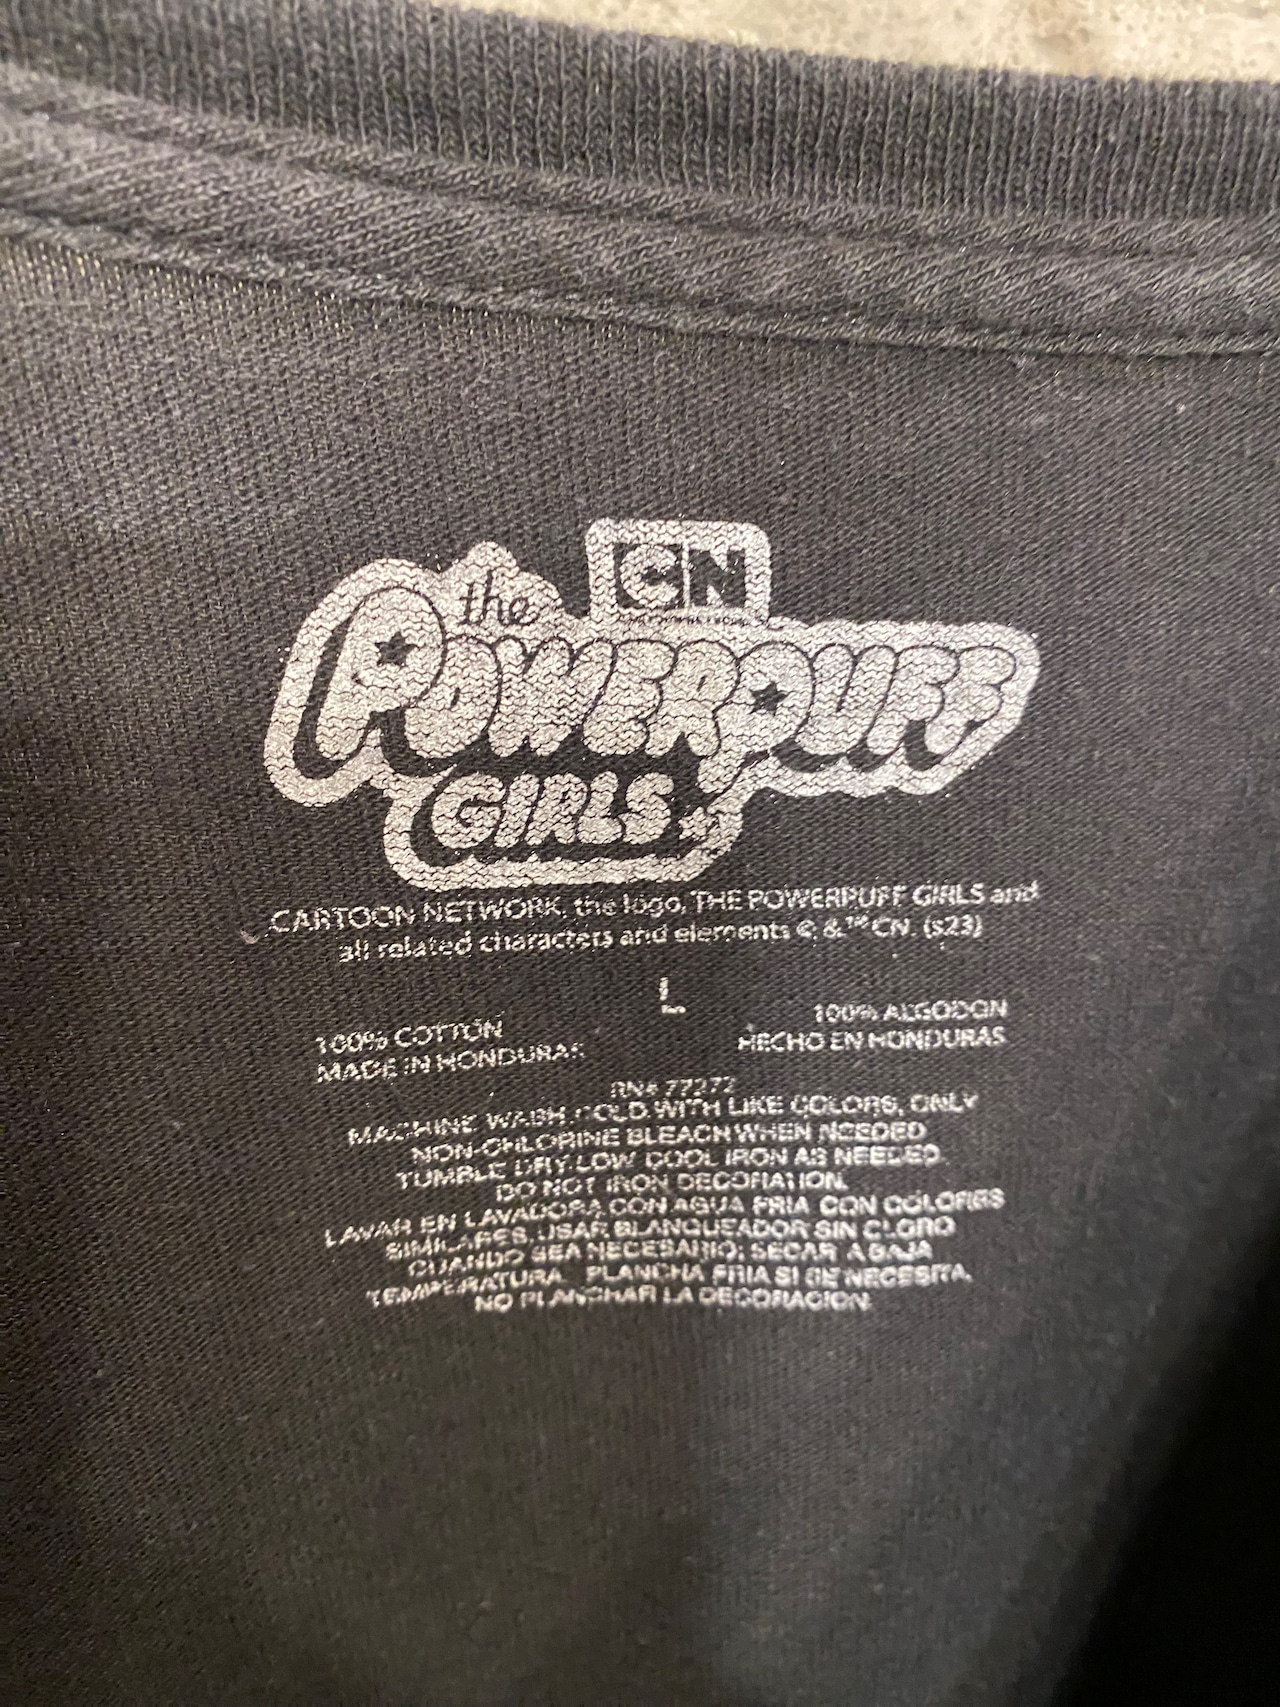 the
CN
CARTOON NETWORK
POWERPUFF
GIRLS
CARTOON NETWORK, the logo, THE POWERPUFF GIRLS and
all related characters and elements © & ™ CN. (s23)
L
100% COTTON
MADE IN HONDURAS
100% ALGODON
HECHO EN HONDURAS
RN# 77272
MACHINE WASH COLD WITH LIKE COLORS, ONLY
NON-CHLORINE BLEACH WHEN NEEDED
TUMBLE DRY LOW COOL IRON AS NEEDED.
DO NOT IRON DECORATION.
LAVAR EN LAVADORA CON AGUA FRIA CON COLORES
SIMILARES. USAR BLANQUEADOR SIN CLORO
CUANDO SEA NECESARIO; SECAR A BAJA
TEMPERATURA PLANCHA FRIA SI SE NECESITA,
NO PLANCHAR LA DECORACION.